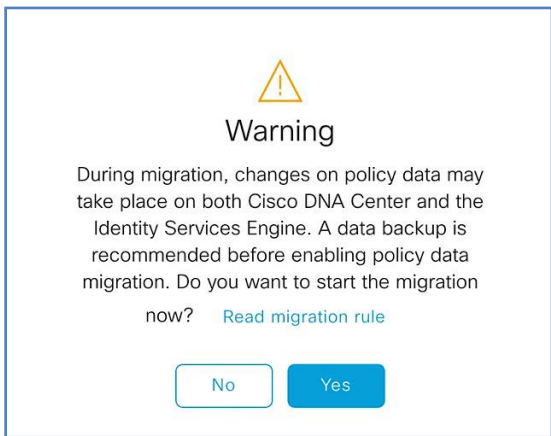 Warning
During migration, changes on policy data may
take place on both Cisco DNA Center and the
Identity Services Engine. A data backup is
recommended before enabling policy data
migration. Do you want to start the migration
now? Read migration rule
No Yes